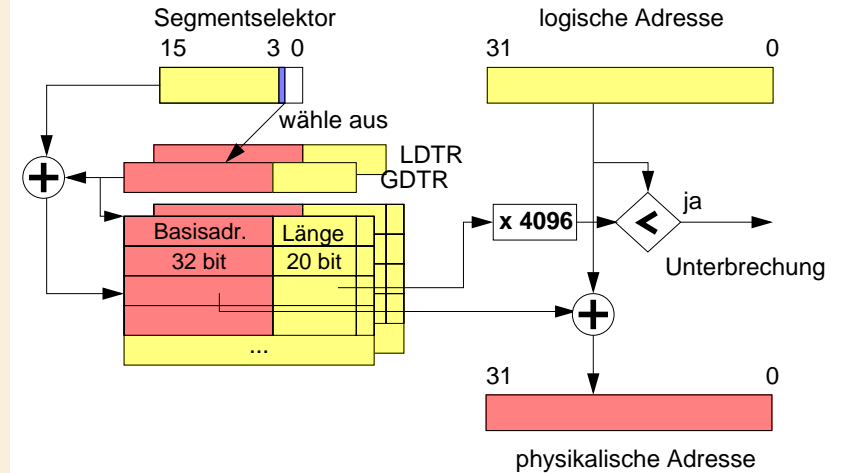 Segmentselektor
logische Adresse
15 3 0
31 0
wähle aus
LDTR
GDTR
+
Basisadr. Länge
32 bit 20 bit
...
x 4096
<
ja
Unterbrechung
+
31 0
physikalische Adresse